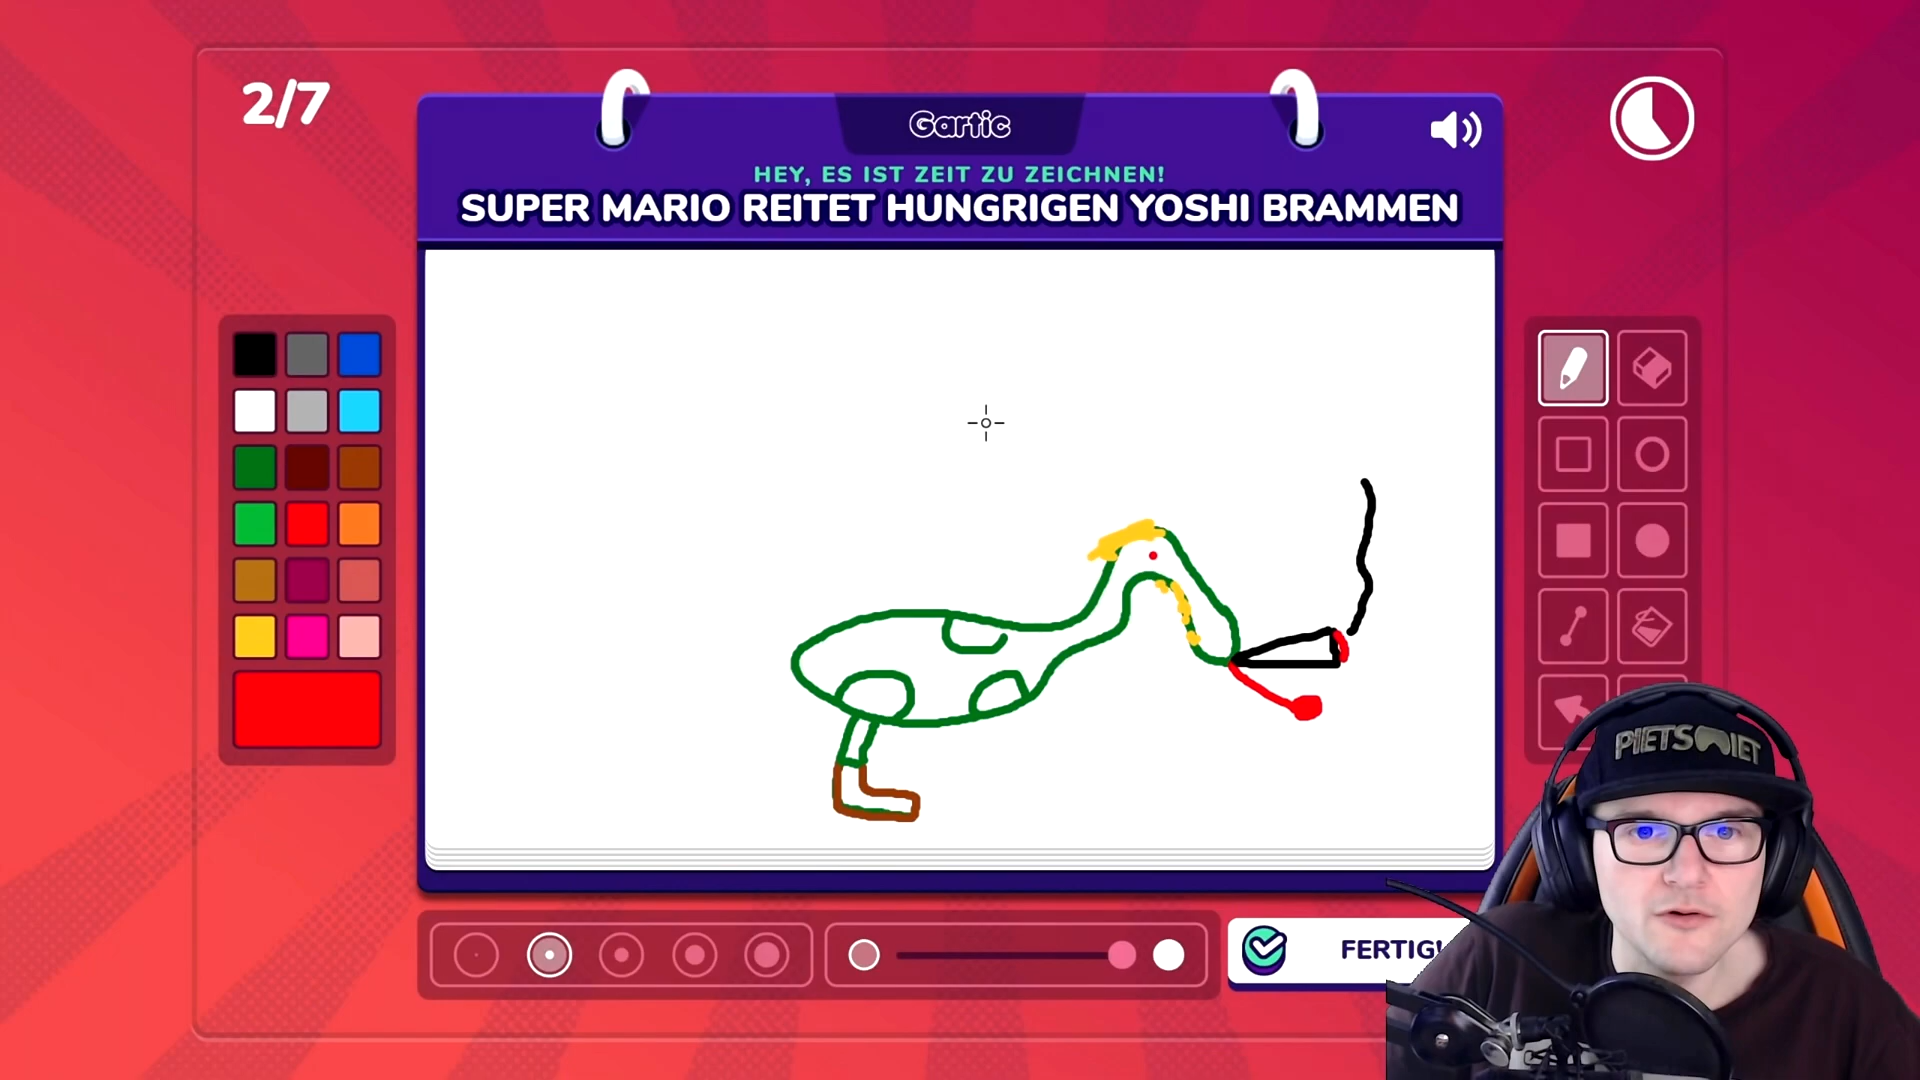 2/7
Gartic
HEY, ES IST ZEIT ZU ZEICHNEN!
SUPER MARIO REITET HUNGRIGEN YOSHI BRAMMEN
PIETSMIET
FERTIG!